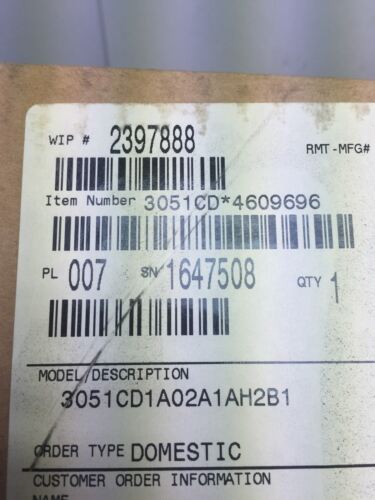 WIP # 2397888
RMT-MFG#
Item Number 3051CD*4609696
PL 007 SN 1647508 QTY 1
MODEL/DESCRIPTION
3051CD1A02A1AH2B1
ORDER TYPE DOMESTIC
CUSTOMER ORDER INFORMATION
NAME